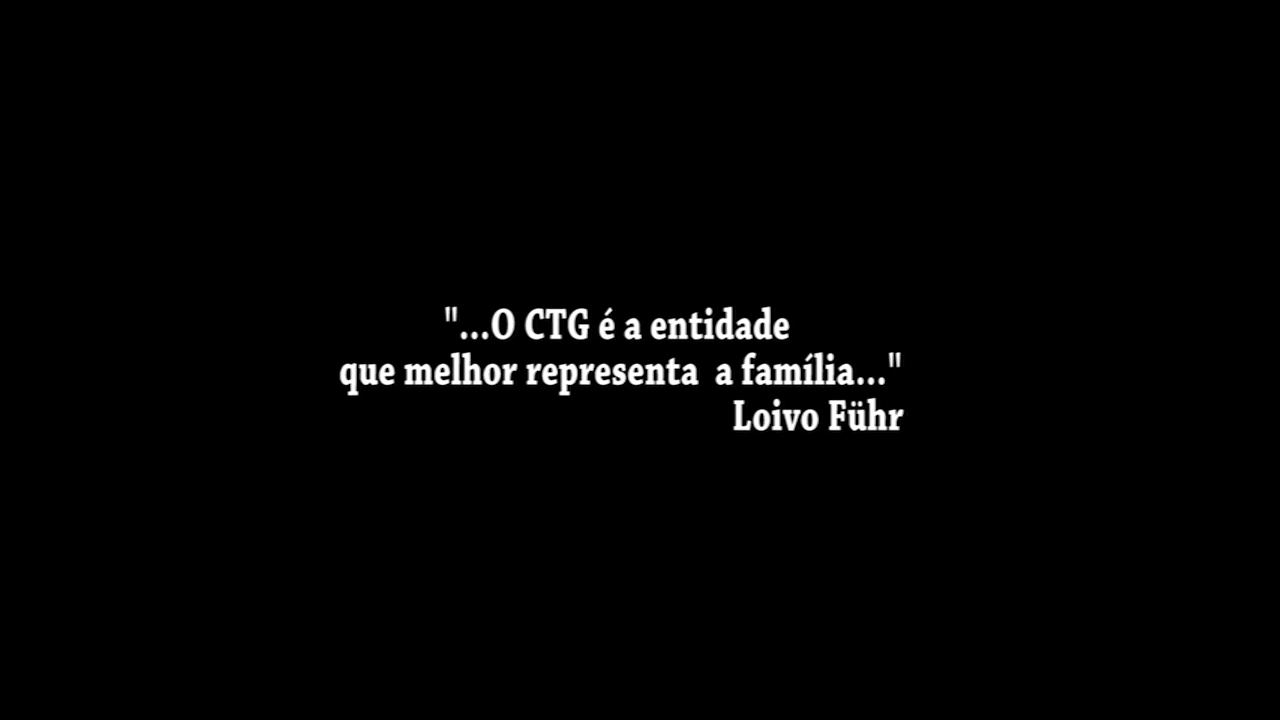 "...O CTG é a entidade
que melhor representa  a família..."
Loivo Führ